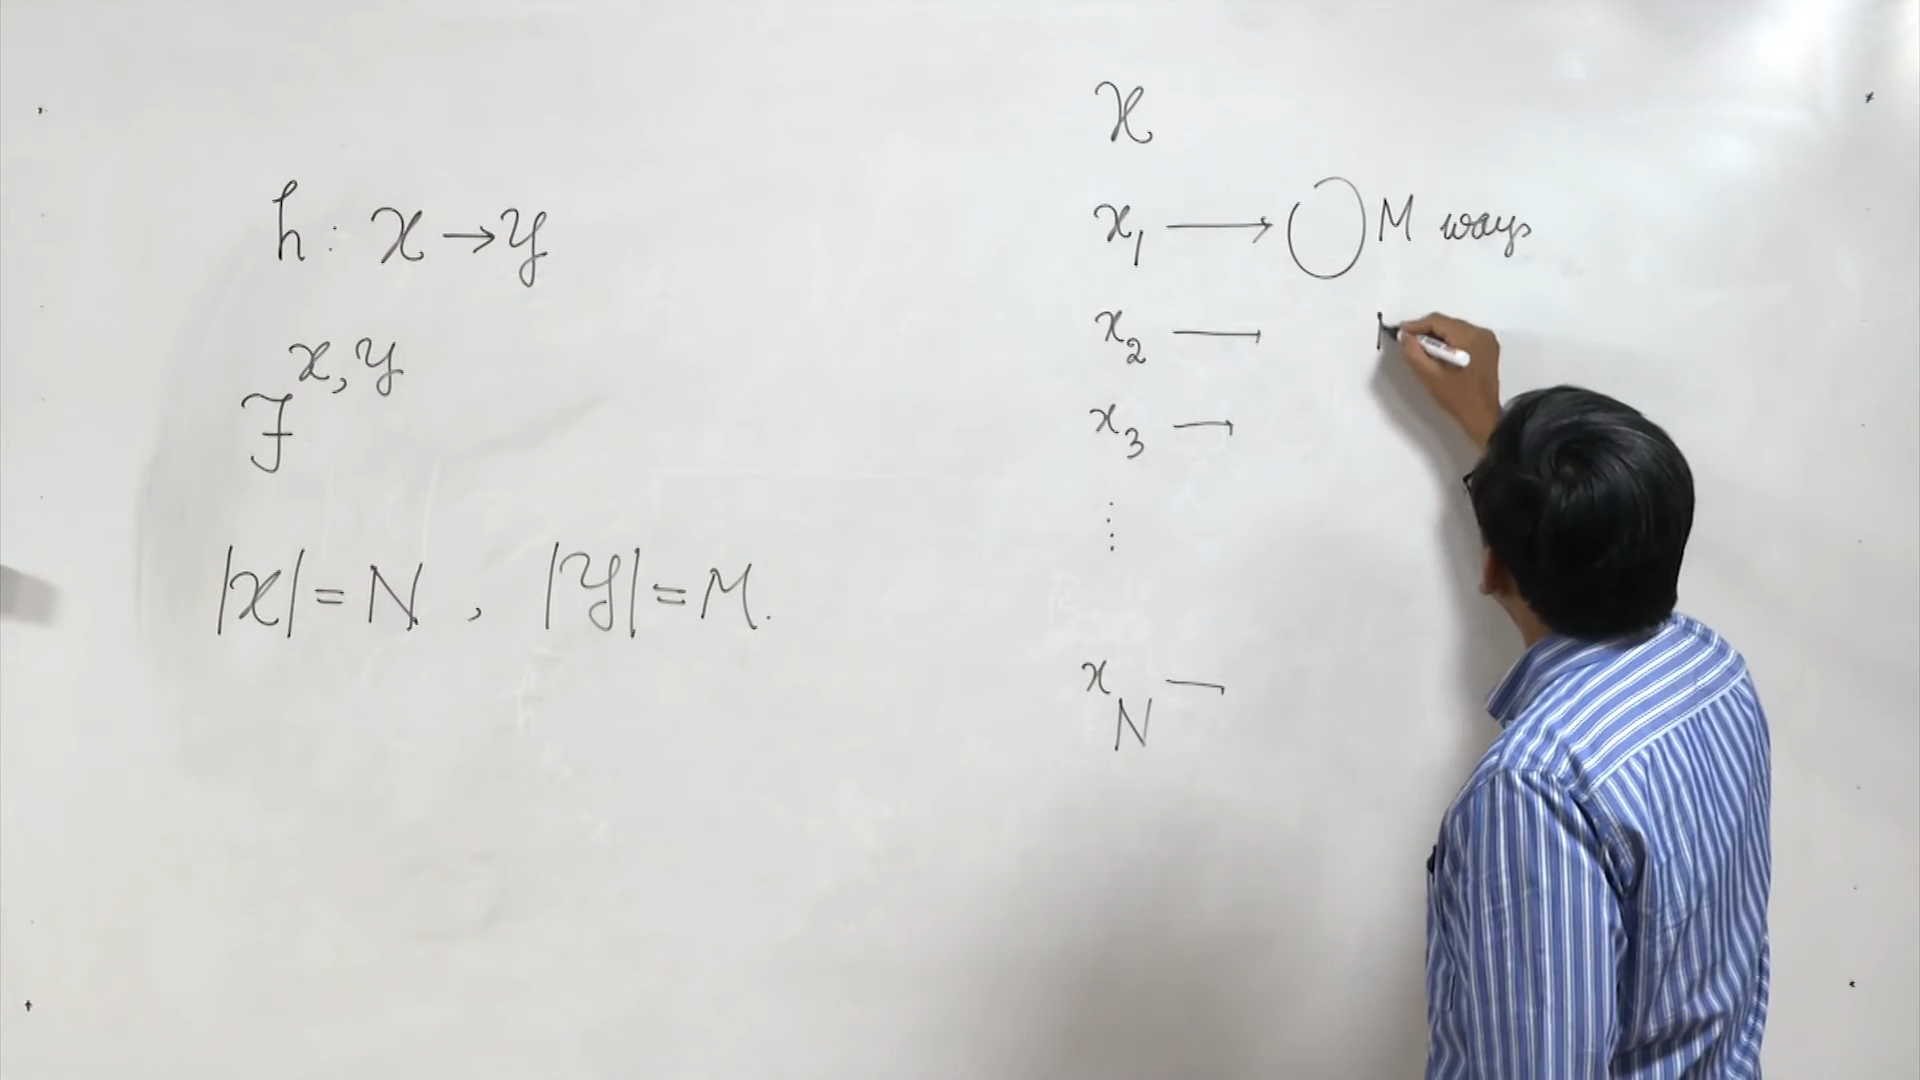 h : X → Y
F^{X, Y}
|X| = N , |Y| = M.
X
x₁ → M ways
x₂ →
x₃ →
⋮
x_N →